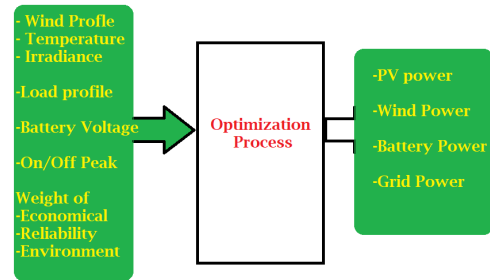 - Wind Profle
- Temperature
- Irradiance
-Load profile
-Battery Voltage
-On/Off Peak
Weight of
-Economical
-Reliability
-Environment
Optimization
Process
-PV power
-Wind Power
-Battery Power
-Grid Power